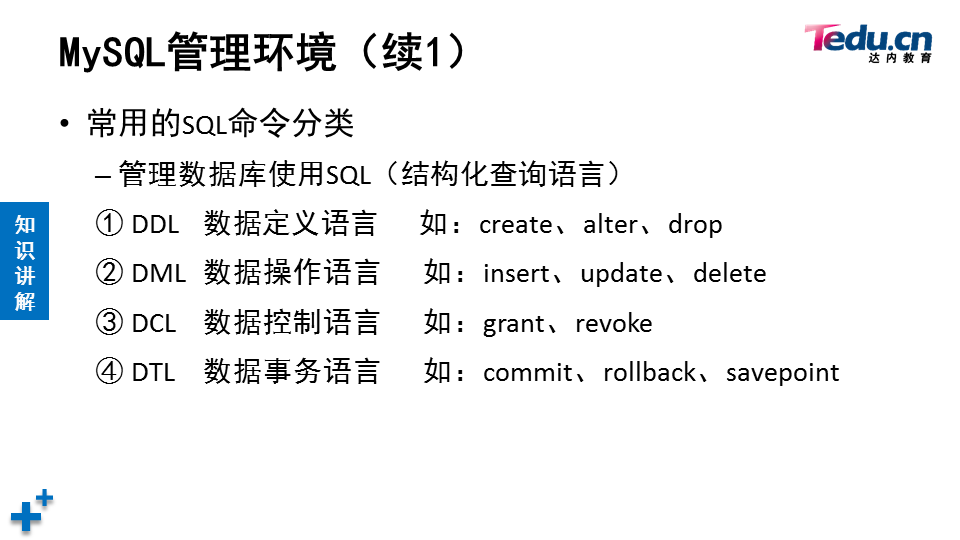 MySQL管理环境（续1）
Tedu.cn
达内教育
• 常用的SQL命令分类
– 管理数据库使用SQL（结构化查询语言）
① DDL 数据定义语言 如：create、alter、drop
② DML 数据操作语言 如：insert、update、delete
③ DCL 数据控制语言 如：grant、revoke
④ DTL 数据事务语言 如：commit、rollback、savepoint
知
识
讲
解